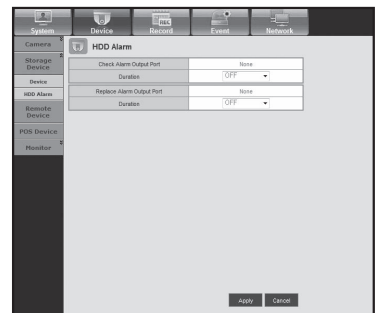 System Device Record Event Network
REC
Camera
HDD Alarm
Storage
Device
Device
HDD Alarm
Remote
Device
POS Device
Monitor
Check Alarm Output Port None
Duration OFF
Replace Alarm Output Port None
Duration OFF
Apply Cancel